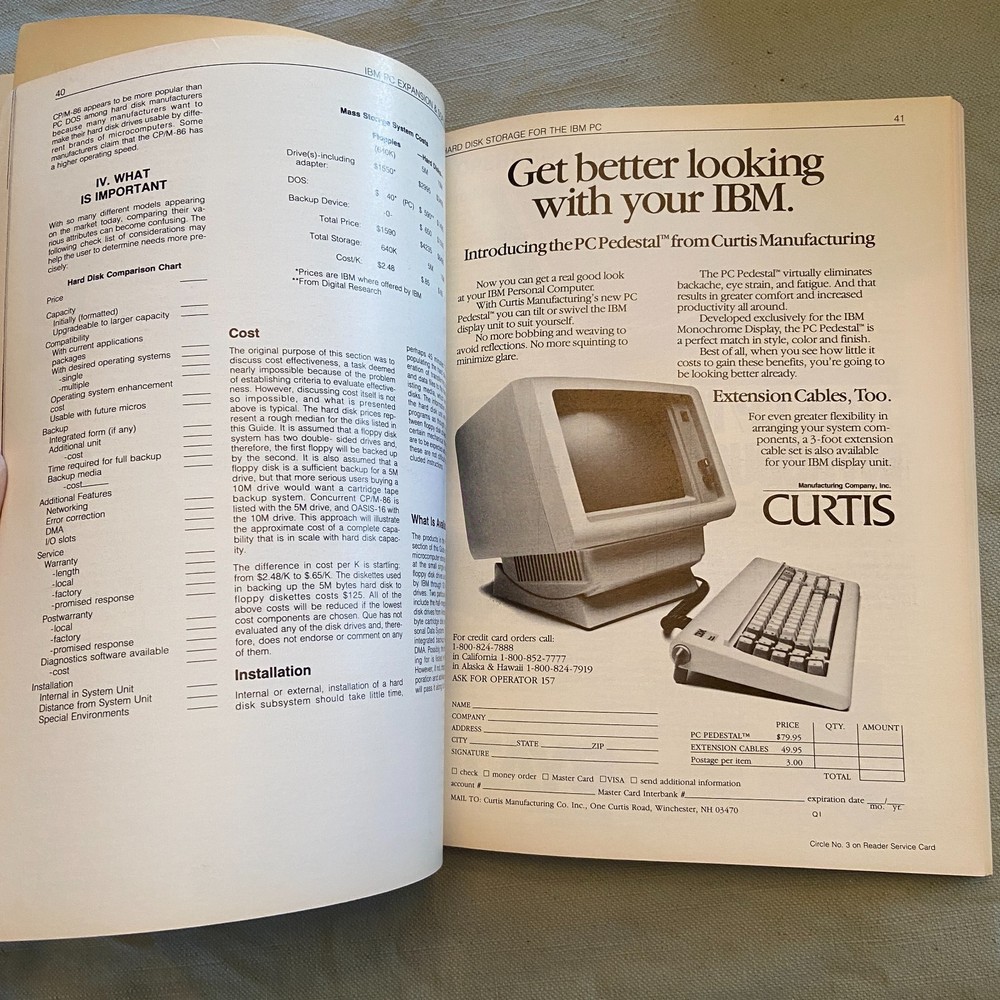 40
IBM PC EXPANSION &
CP/M-86 appears to be more popular than
PC DOS among hard disk manufacturers
because many manufacturers want to
make their hard disk drives usable by diffe-
rent brands of microcomputers. Some
manufacturers claim that the CP/M-86 has
a higher operating speed.
IV. WHAT
IS IMPORTANT
With so many different models appearing
on the market today, comparing their va-
rious attributes can become confusing. The
following check list of considerations may
help the user to determine needs more pre-
cisely:
Hard Disk Comparison Chart
Price
Capacity
Initially (formatted)
Upgradeable to larger capacity
Compatibility
With current applications
packages
With desired operating systems
-single
-multiple
Operating system enhancement
cost
Usable with future micros
Backup
Integrated form (if any)
Additional unit
-cost
Time required for full backup
Backup media
-cost
Additional Features
Networking
Error correction
DMA
I/O slots
Service
Warranty
-length
-local
-factory
-promised response
Postwarranty
-local
-factory
-promised response
Diagnostics software available
-cost
Installation
Internal in System Unit
Distance from System Unit
Special Environments
Mass Storage System Costs
Floppies
(640K)
5M
Drive(s)-including
adapter:
$1550*
$2995
DOS:
$ 40* (PC)
Backup Device:
-0-
$ 650
Total Price:
$1590
$4235
Total Storage:
640K
5M
Cost/K:
$2.48
$.85
*Prices are IBM where offered by IBM
**From Digital Research
Cost
The original purpose of this section was to
discuss cost effectiveness, a task deemed
nearly impossible because of the problem
of establishing criteria to evaluate effective-
ness. However, discussing cost itself is not
so impossible, and what is presented
above is typical. The hard disk prices rep-
resent a rough median for the diks listed in
this Guide. It is assumed that a floppy disk
system has two double- sided drives and,
therefore, the first floppy will be backed up
by the second. It is also assumed that a
floppy disk is a sufficient backup for a 5M
drive, but that more serious users buying a
10M drive would want a cartridge tape
backup system. Concurrent CP/M-86 is
listed with the 5M drive, and OASIS-16 with
the 10M drive. This approach will illustrate
the approximate cost of a complete capa-
bility that is in scale with hard disk capac-
ity.
The difference in cost per K is starting:
from $2.48/K to $.65/K. The diskettes used
in backing up the 5M bytes hard disk to
floppy diskettes costs $125. All of the
above costs will be reduced if the lowest
cost components are chosen. Que has not
evaluated any of the disk drives and, there-
fore, does not endorse or comment on any
of them.
Installation
Internal or external, installation of a hard
disk subsystem should take little time,
What Is
HARD DISK STORAGE FOR THE IBM PC
41
Get better looking
with your IBM.
Introducing the PC Pedestal™ from Curtis Manufacturing
Now you can get a real good look
at your IBM Personal Computer.
With Curtis Manufacturing's new PC
Pedestal™ you can tilt or swivel the IBM
display unit to suit yourself.
No more bobbing and weaving to
avoid reflections. No more squinting to
minimize glare.
The PC Pedestal™ virtually eliminates
backache, eye strain, and fatigue. And that
results in greater comfort and increased
productivity all around.
Developed exclusively for the IBM
Monochrome Display, the PC Pedestal™ is
a perfect match in style, color and finish.
Best of all, when you see how little it
costs to gain these benefits, you're going to
be looking better already.
Extension Cables, Too.
For even greater flexibility in
arranging your system com-
ponents, a 3-foot extension
cable set is also available
for your IBM display unit.
Manufacturing Company, Inc.
CURTIS
For credit card orders call:
1-800-824-7888
in California 1-800-852-7777
in Alaska & Hawaii 1-800-824-7919
ASK FOR OPERATOR 157
NAME
COMPANY
ADDRESS
CITY STATE ZIP
SIGNATURE
PRICE QTY. AMOUNT
PC PEDESTAL™ $79.95
EXTENSION CABLES 49.95
Postage per item 3.00
TOTAL
☐ check ☐ money order ☐ Master Card ☐ VISA ☐ send additional information
account # Master Card Interbank # expiration date / mo. yr.
MAIL TO: Curtis Manufacturing Co. Inc., One Curtis Road, Winchester, NH 03470
Q1
Circle No. 3 on Reader Service Card